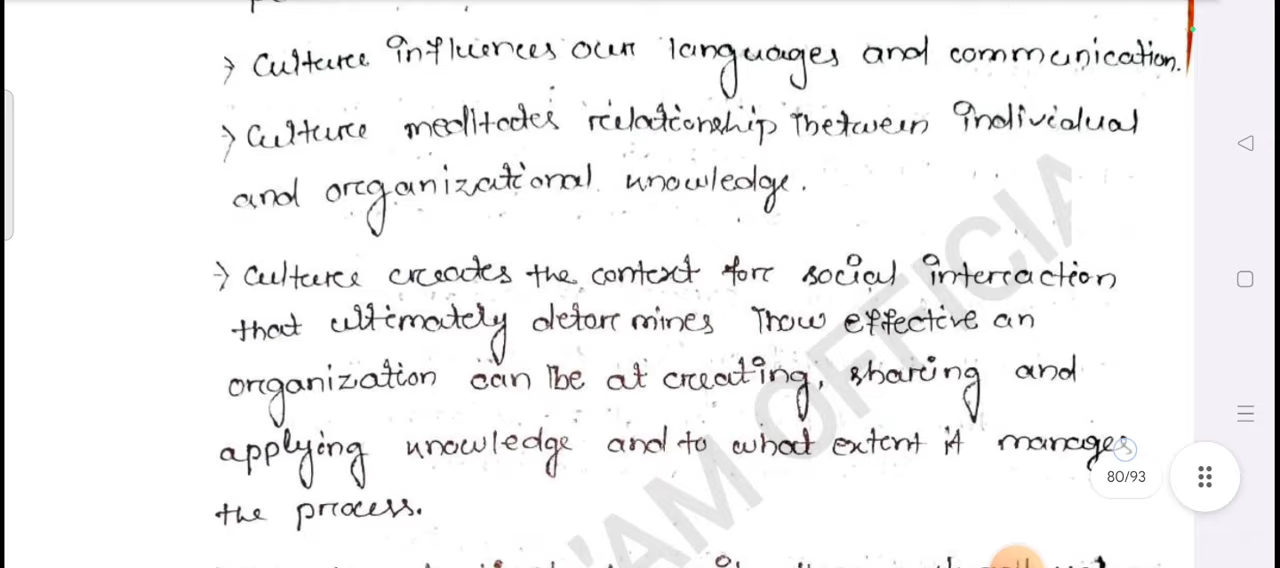 → Culture influences our languages and communication.
→ Culture meditates relationship between individual
and organizational knowledge.
→ Culture creates the context for social interaction
that ultimately determines how effective an
organization can be at creating, sharing and
applying knowledge and to what extent it manages
the process.
80/93
'AM OFFICIA